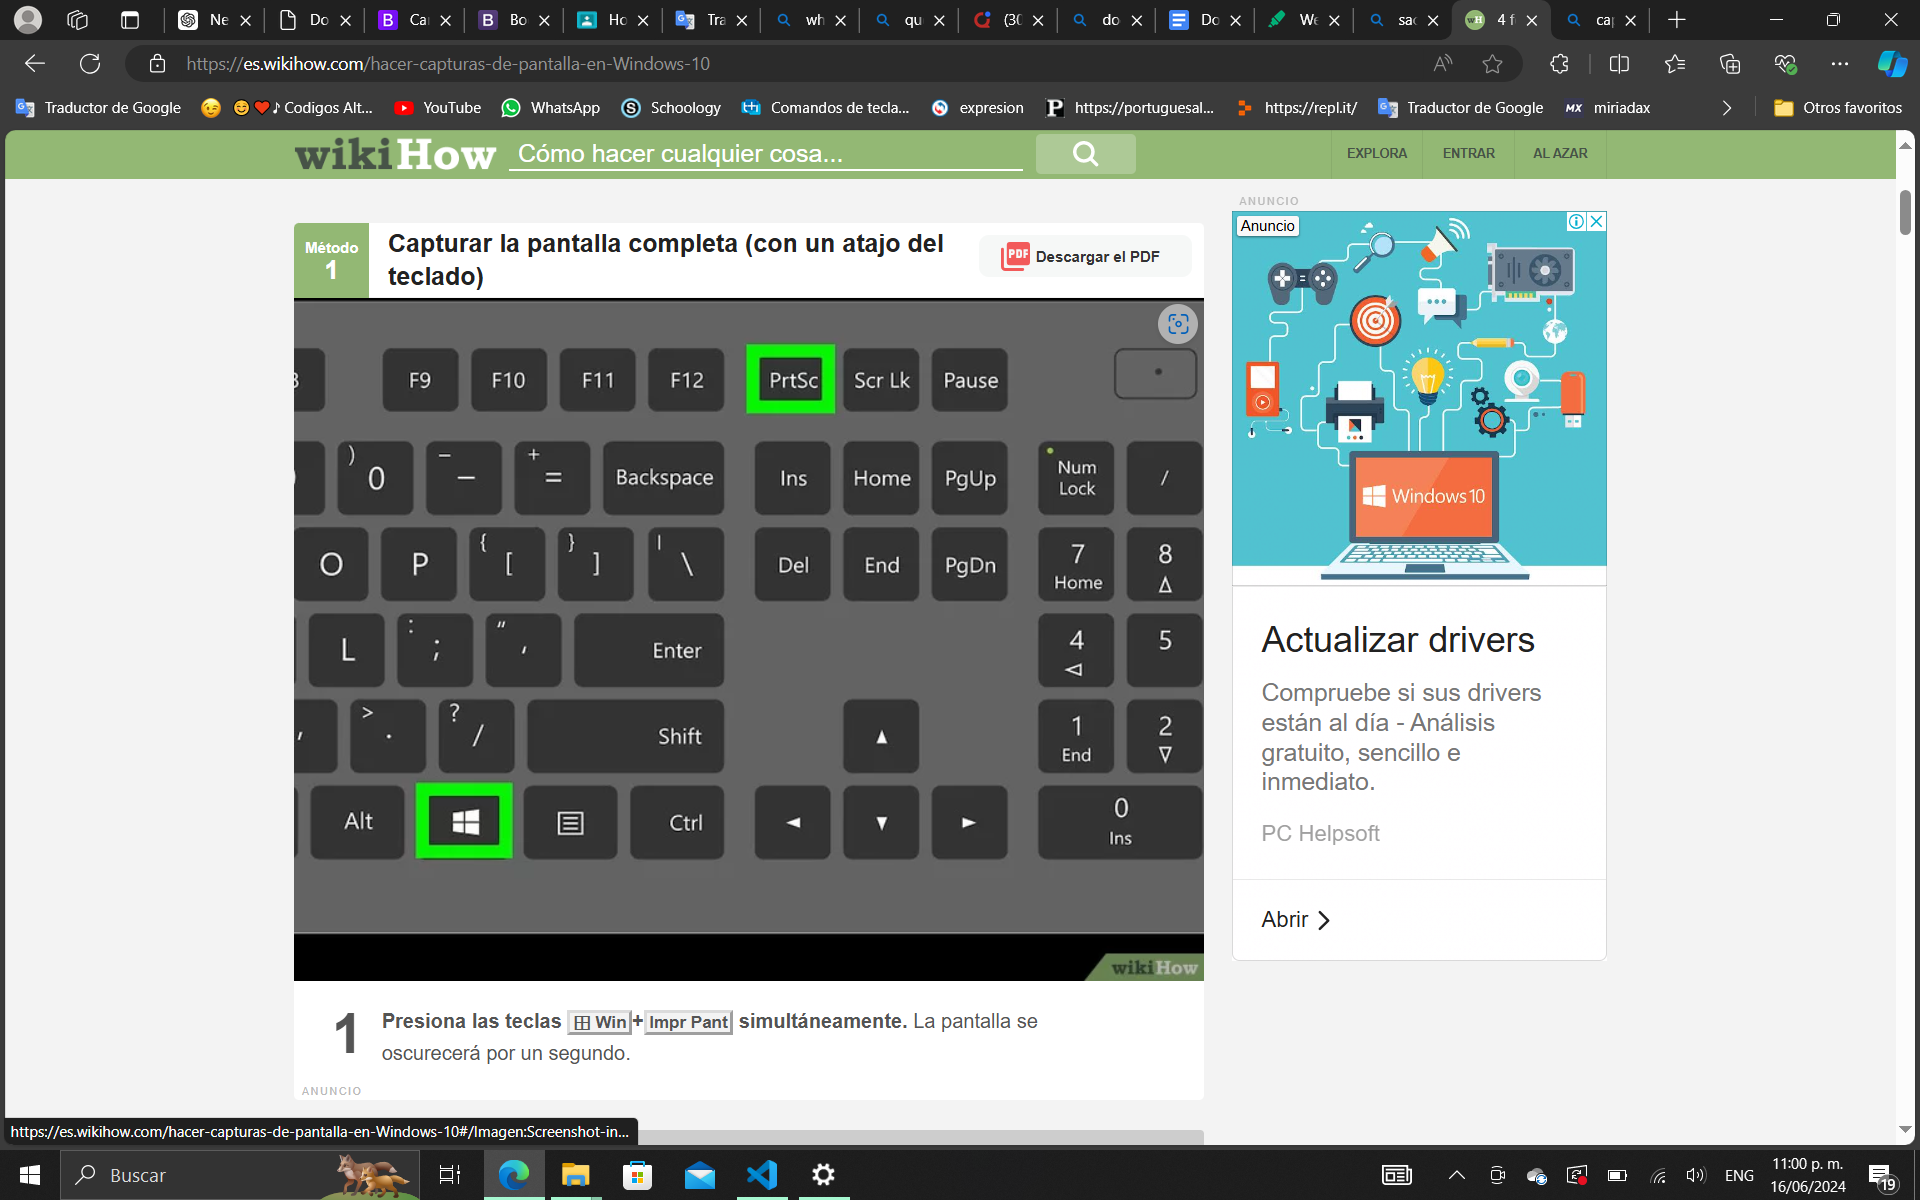 Ne
Do
Ca
Bo
Ho
Tra
wh
qu
(30
do
Do
We
sac
4 f
cap
https://es.wikihow.com/hacer-capturas-de-pantalla-en-Windows-10
Traductor de Google
Codigos Alt...
YouTube
WhatsApp
Schoology
Comandos de tecla...
expresion
https://portuguesal...
https://repl.it/
Traductor de Google
MX miriadax
Otros favoritos
wikiHow
Cómo hacer cualquier cosa...
EXPLORA
ENTRAR
AL AZAR
Método
1
Capturar la pantalla completa (con un atajo del
teclado)
PDF Descargar el PDF
F9 F10 F11 F12 PrtSc Scr Lk Pause
) 0 – – + = Backspace Ins Home PgUp Num Lock /
O P { [ } ] | \ Del End PgDn 7 Home 8
L : ; " , Enter 4 5
> . ? / Shift 1 End 2
Alt Ctrl 0 Ins
wikiHow
1 Presiona las teclas Win+Impr Pant simultáneamente. La pantalla se
oscurecerá por un segundo.
ANUNCIO
ANUNCIO
Anuncio
Windows 10
Actualizar drivers
Compruebe si sus drivers
están al día - Análisis
gratuito, sencillo e
inmediato.
PC Helpsoft
Abrir
https://es.wikihow.com/hacer-capturas-de-pantalla-en-Windows-10#/Imagen:Screenshot-in...
Buscar
ENG
11:00 p. m.
16/06/2024
19